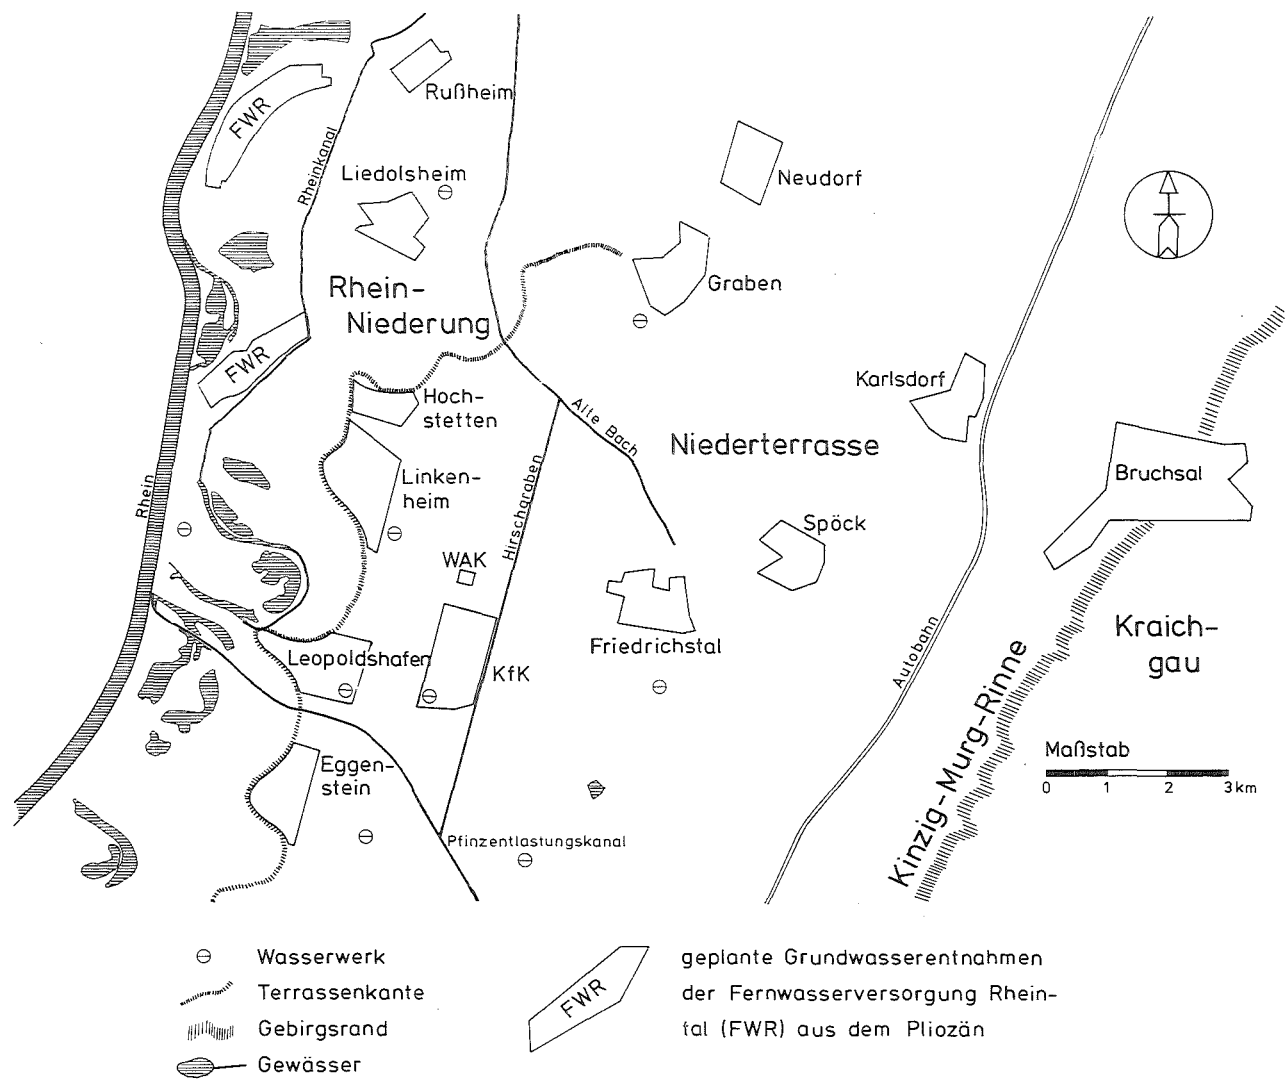 Rußheim
FWR
Rheinkanal
Liedolsheim
Neudorf
Graben
Rhein-
Niederung
FWR
Karlsdorf
Hoch-
stetten
Alte Bach
Niederterrasse
Bruchsal
Linken-
heim
Hirschgraben
Rhein
Spöck
WAK
Friedrichstal
Kraich-
gau
Leopoldshafen
KfK
Autobahn
Kinzig-Murg-Rinne
Maßstab
0 1 2 3 km
Eggen-
stein
Pfinzentlastungskanal
Wasserwerk
Terrassenkante
Gebirgsrand
Gewässer
FWR
geplante Grundwasserentnahmen
der Fernwasserversorgung Rhein-
tal (FWR) aus dem Pliozän